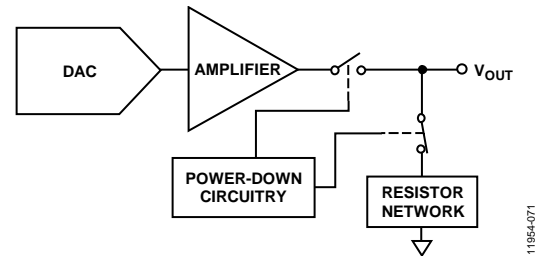 DAC
AMPLIFIER
VOUT
POWER-DOWN
CIRCUITRY
RESISTOR
NETWORK
11954-071